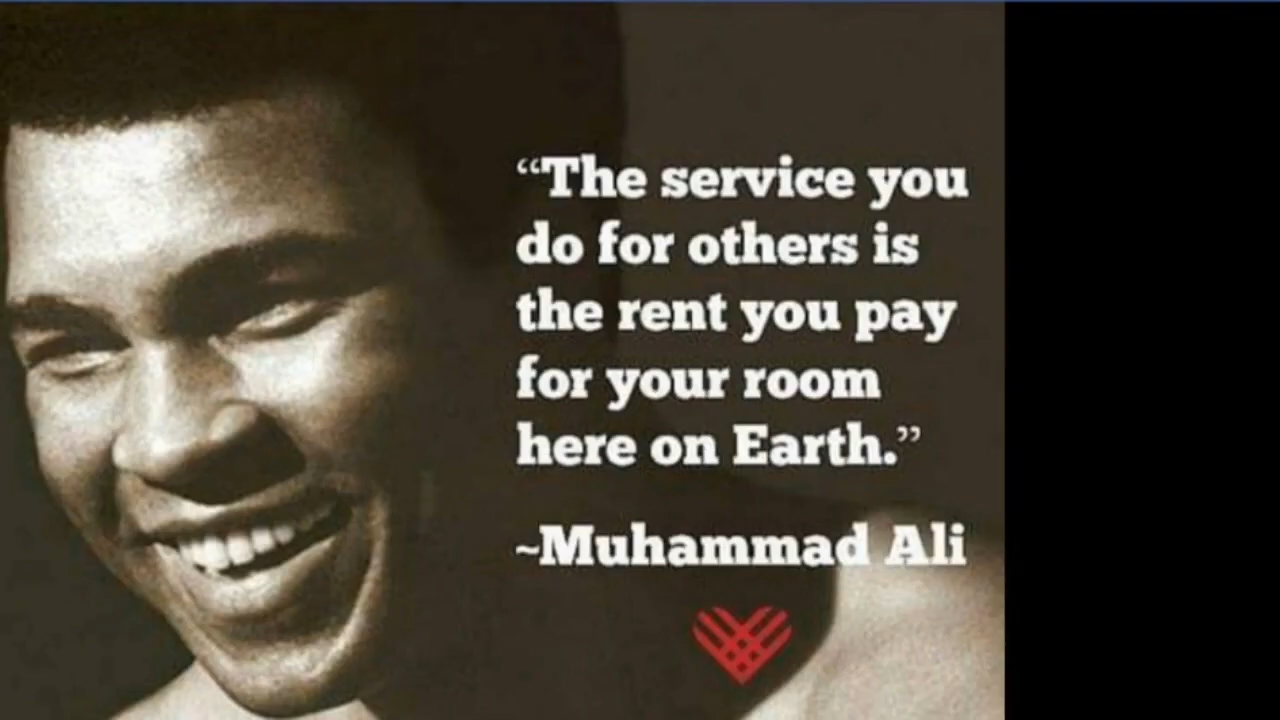 “The service you
do for others is
the rent you pay
for your room
here on Earth.”
~Muhammad Ali